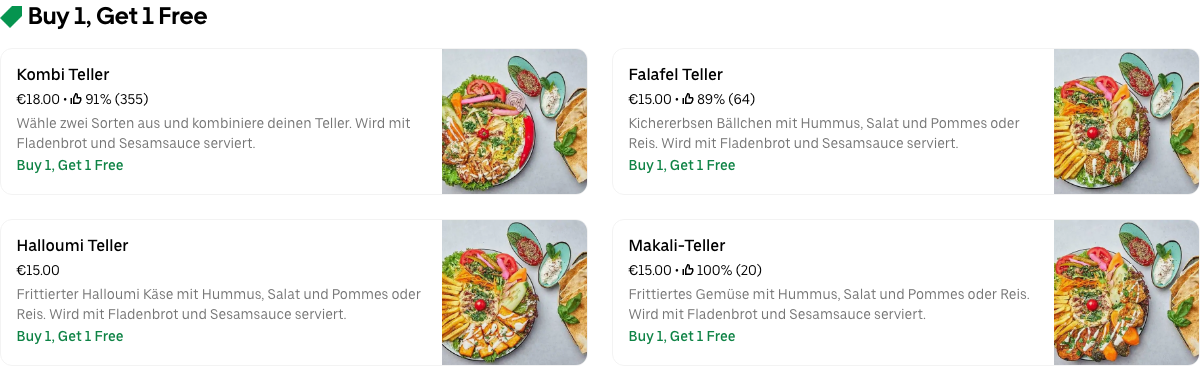 Buy 1, Get 1 Free
Kombi Teller
€18.00 • 91% (355)
Wähle zwei Sorten aus und kombiniere deinen Teller. Wird mit
Fladenbrot und Sesamsauce serviert.
Buy 1, Get 1 Free
Falafel Teller
€15.00 • 89% (64)
Kichererbsen Bällchen mit Hummus, Salat und Pommes oder
Reis. Wird mit Fladenbrot und Sesamsauce serviert.
Buy 1, Get 1 Free
Halloumi Teller
€15.00
Frittierter Halloumi Käse mit Hummus, Salat und Pommes oder
Reis. Wird mit Fladenbrot und Sesamsauce serviert.
Buy 1, Get 1 Free
Makali-Teller
€15.00 • 100% (20)
Frittiertes Gemüse mit Hummus, Salat und Pommes oder Reis.
Wird mit Fladenbrot und Sesamsauce serviert.
Buy 1, Get 1 Free